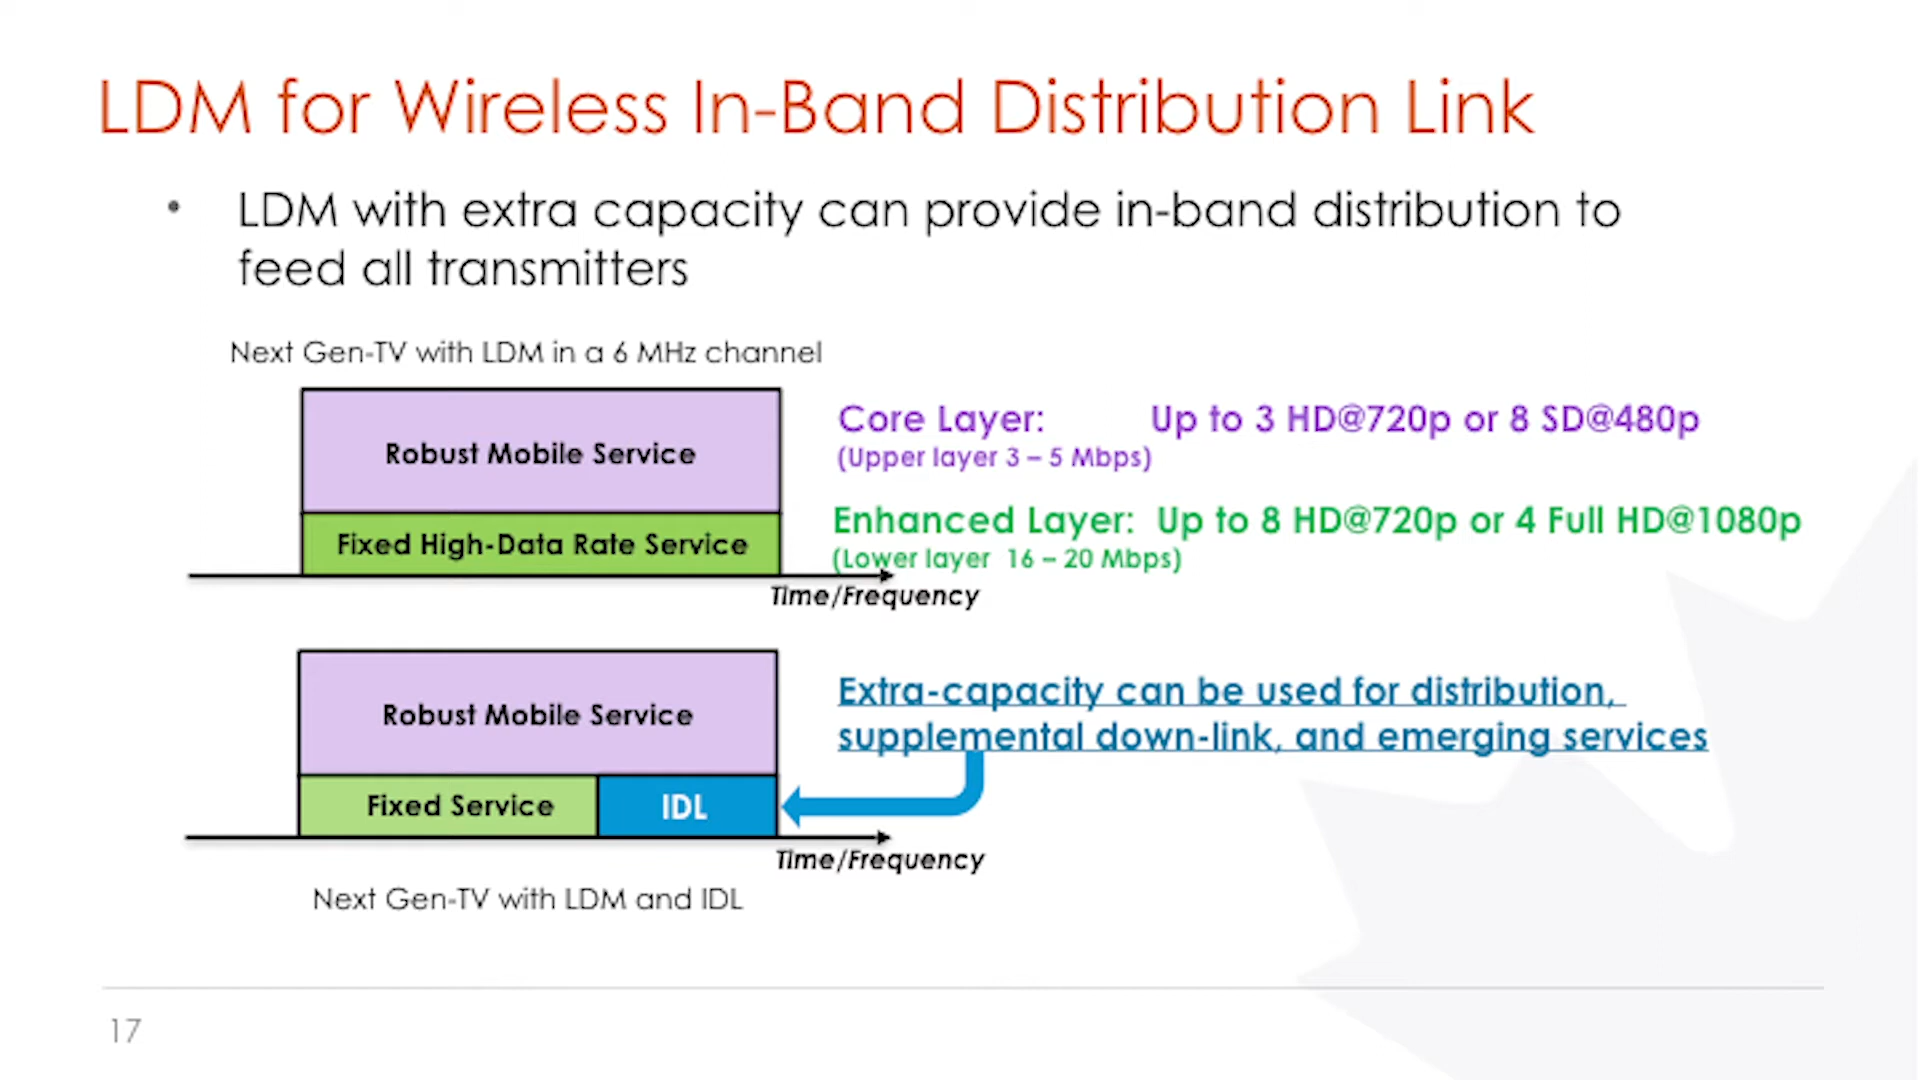 LDM for Wireless In-Band Distribution Link
• LDM with extra capacity can provide in-band distribution to
feed all transmitters
Next Gen-TV with LDM in a 6 MHz channel
Robust Mobile Service
Fixed High-Data Rate Service
Core Layer: Up to 3 HD@720p or 8 SD@480p
(Upper layer 3 – 5 Mbps)
Enhanced Layer: Up to 8 HD@720p or 4 Full HD@1080p
(Lower layer 16 – 20 Mbps)
Time/Frequency
Robust Mobile Service
Fixed Service
IDL
Extra-capacity can be used for distribution,
supplemental down-link, and emerging services
Time/Frequency
Next Gen-TV with LDM and IDL
17